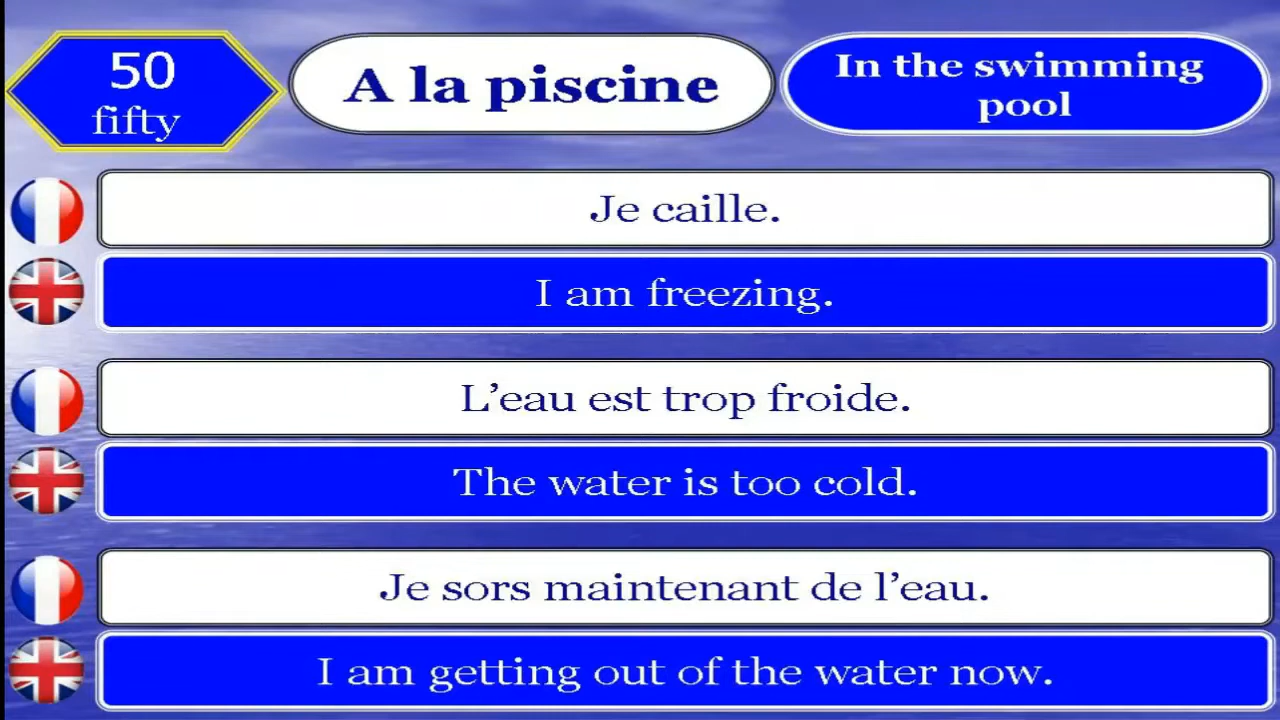 50
fifty
A la piscine
In the swimming
pool
Je caille.
I am freezing.
L’eau est trop froide.
The water is too cold.
Je sors maintenant de l’eau.
I am getting out of the water now.